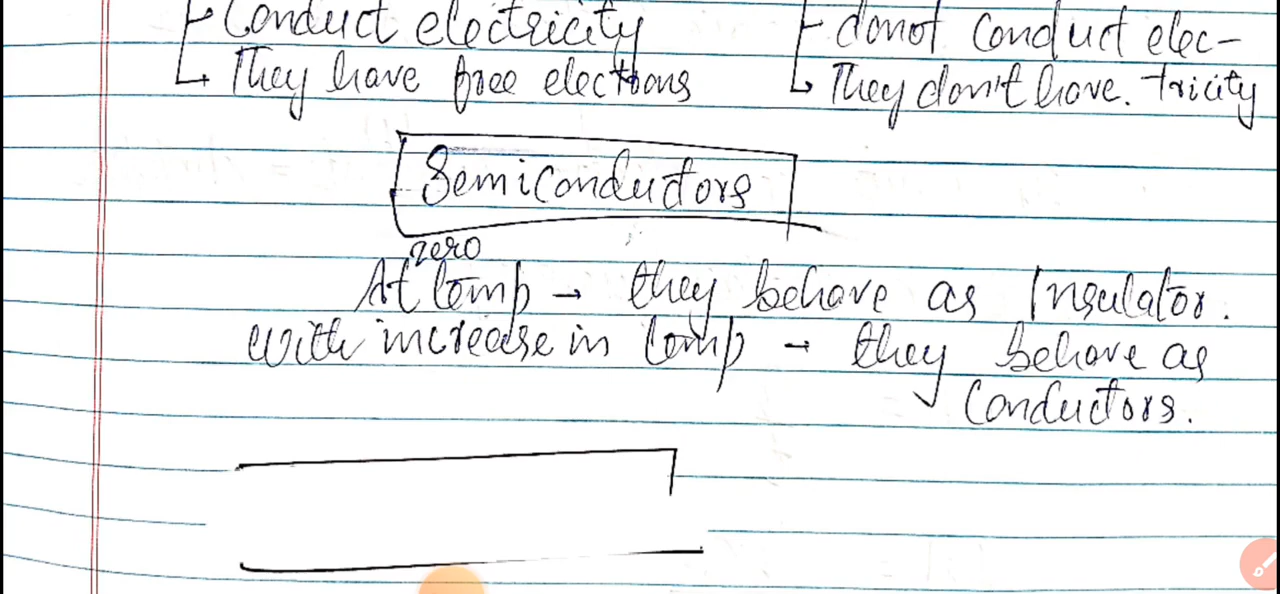 Conduct electricity
They have free electrons
donot Conduct elec-
tricity
They don't have.
Semiconductors
At zero temp → they behave as Insulator.
with increase in temp → they behave as
Conductors.